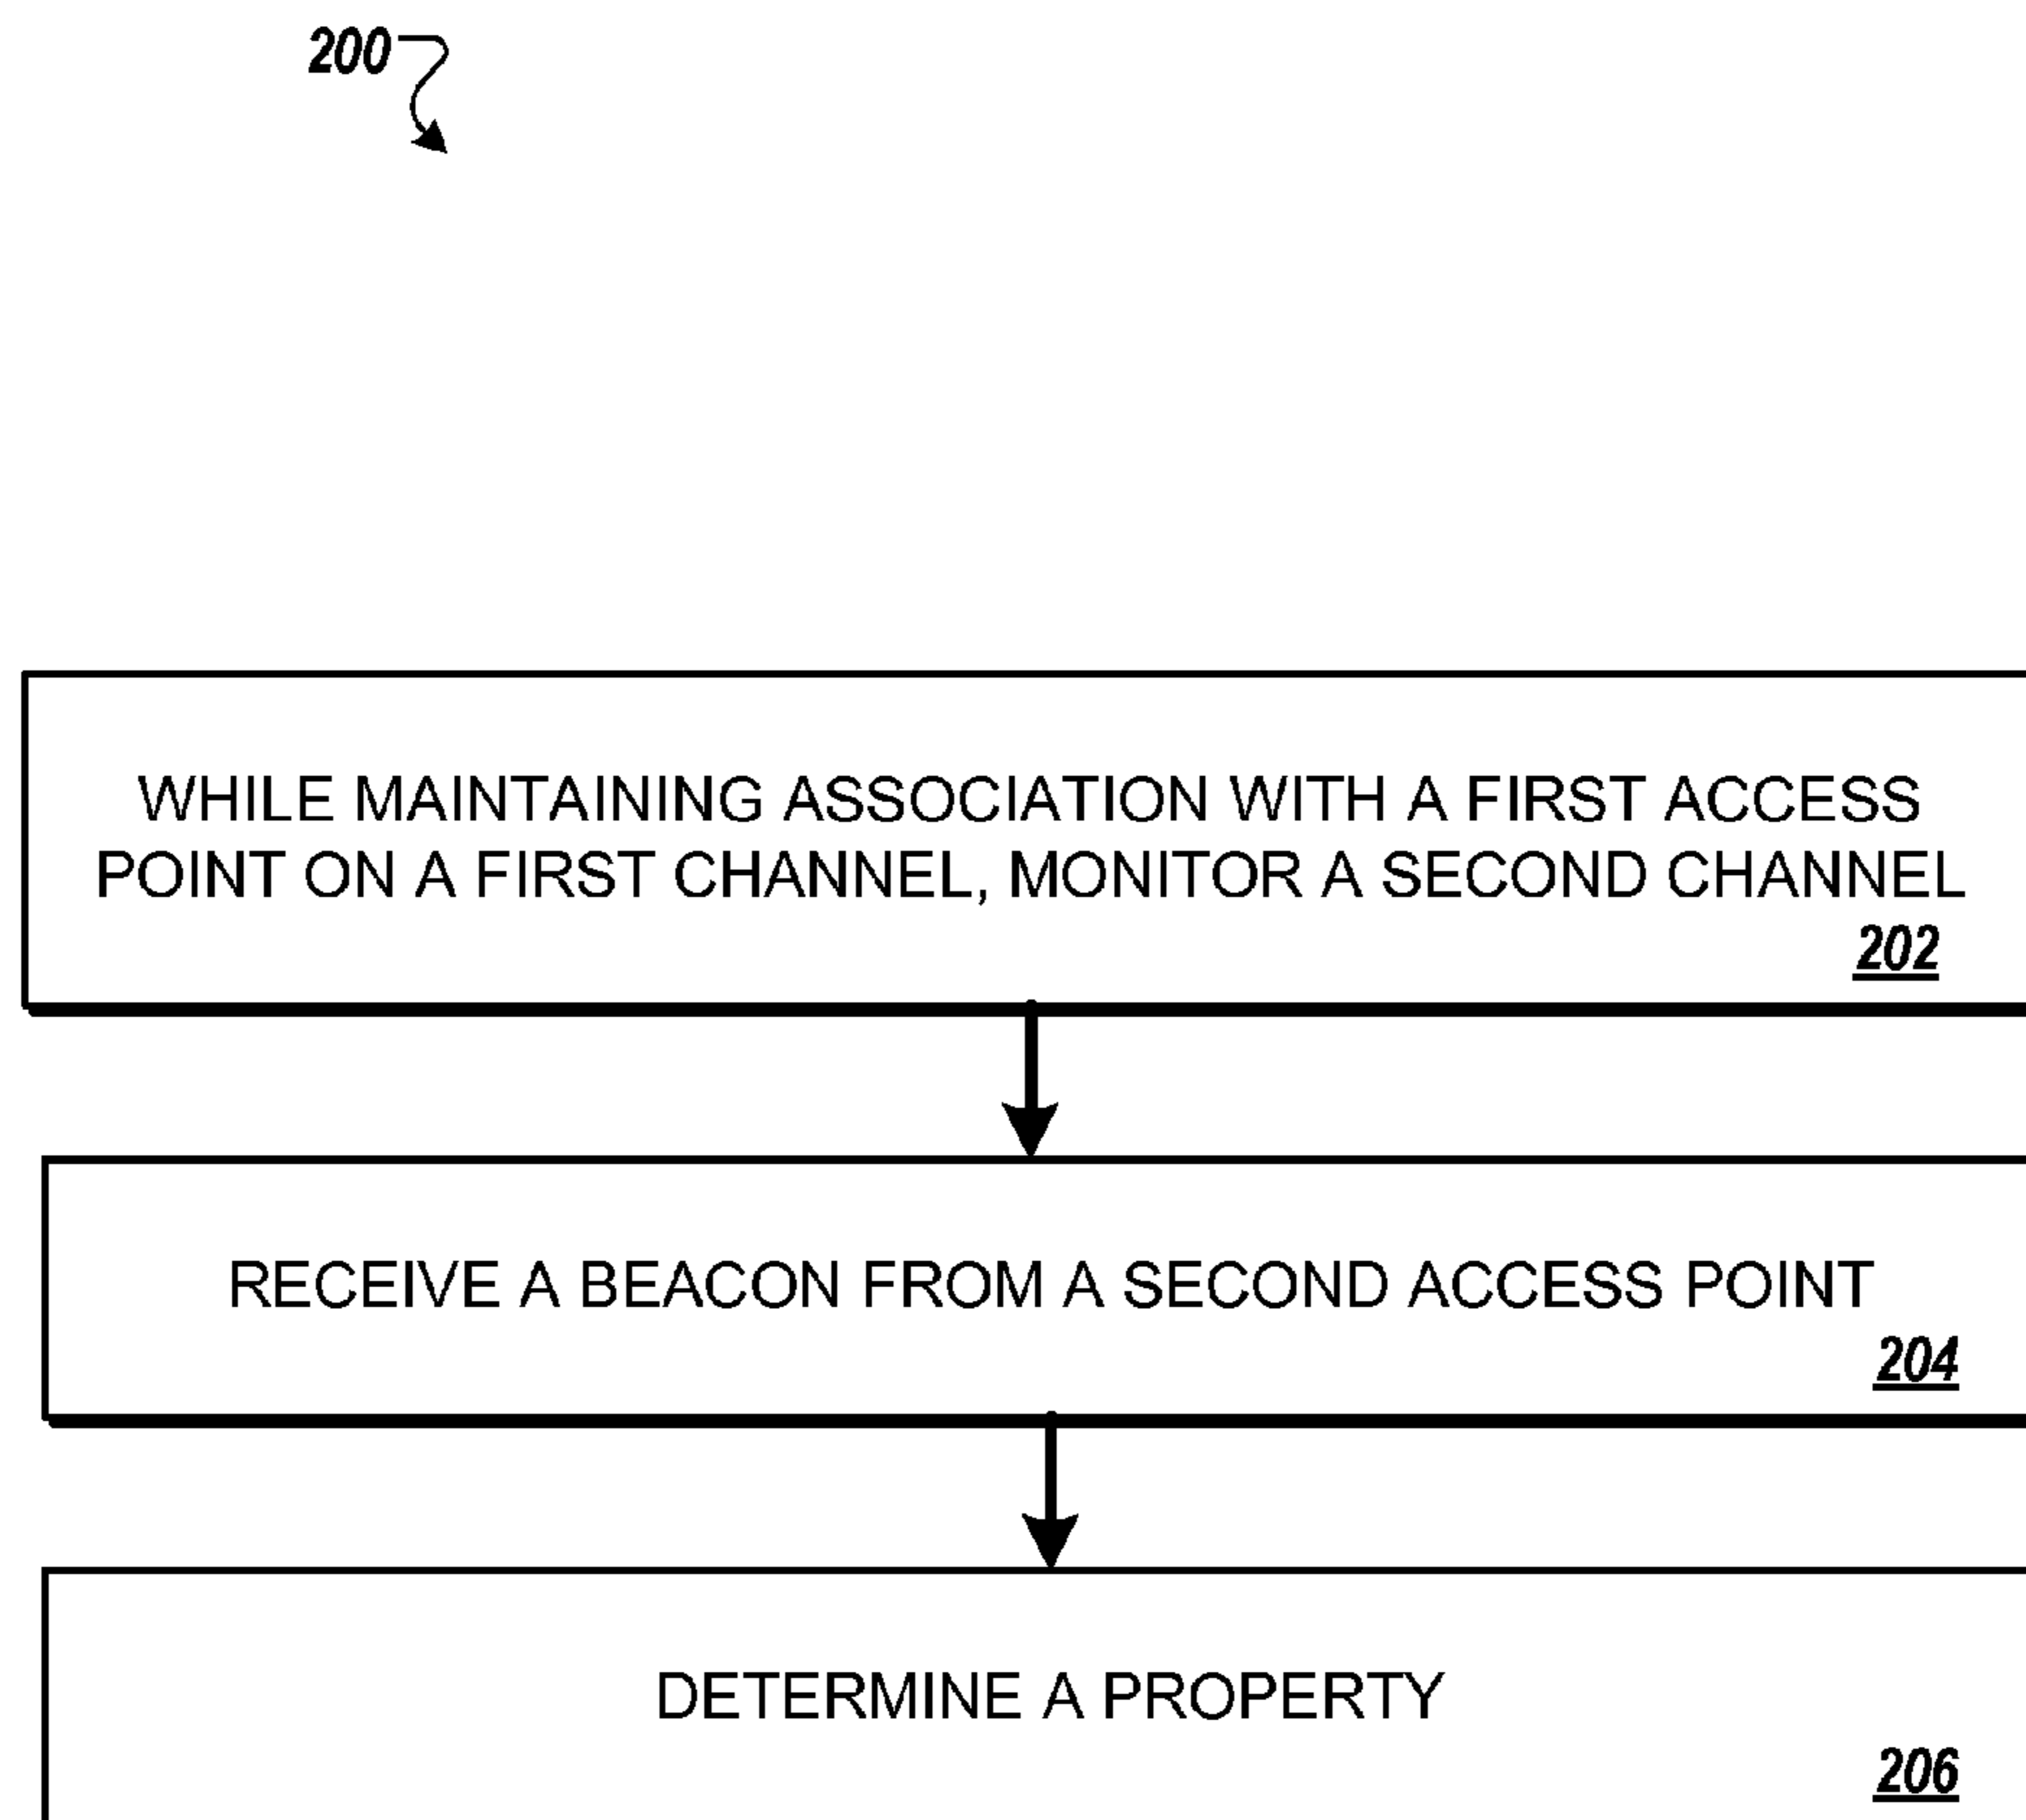 200
WHILE MAINTAINING ASSOCIATION WITH A FIRST ACCESS
POINT ON A FIRST CHANNEL, MONITOR A SECOND CHANNEL
202
RECEIVE A BEACON FROM A SECOND ACCESS POINT
204
DETERMINE A PROPERTY
206